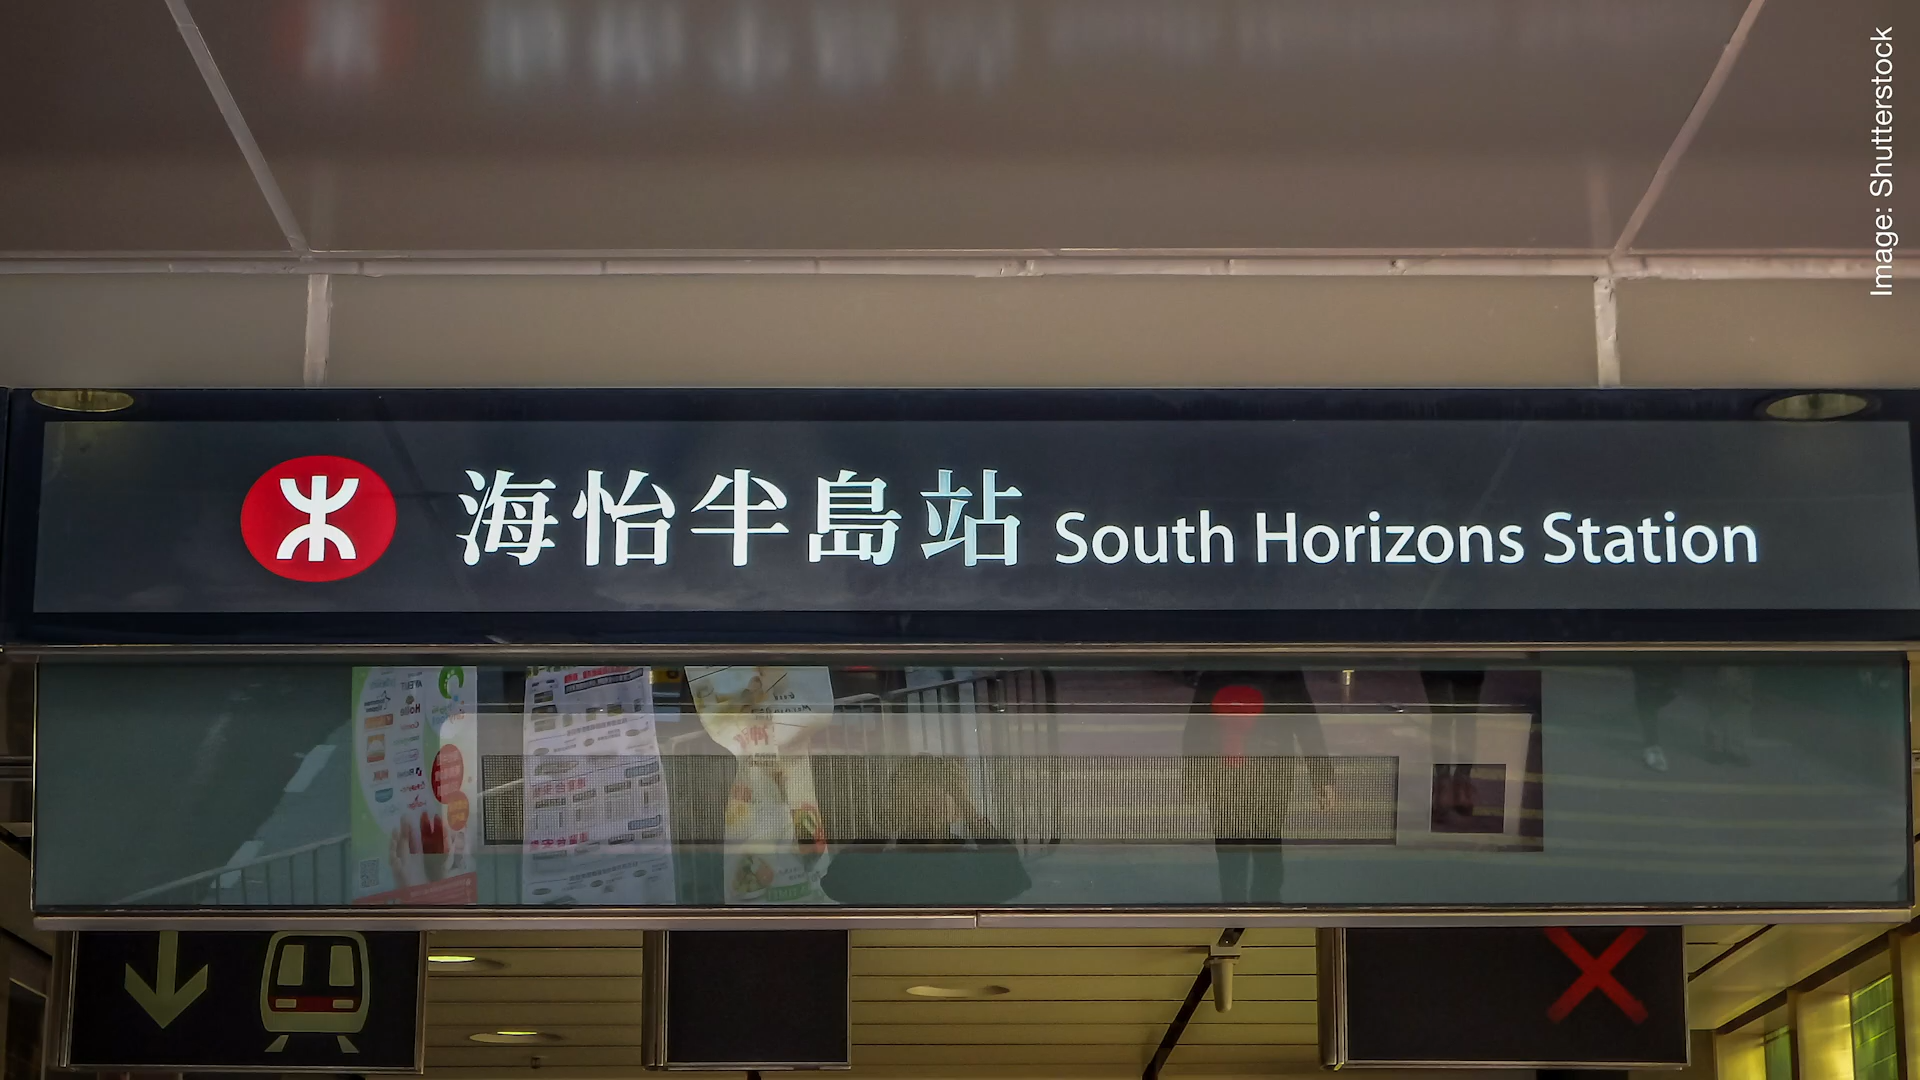 Image: Shutterstock
海怡半島站 South Horizons Station